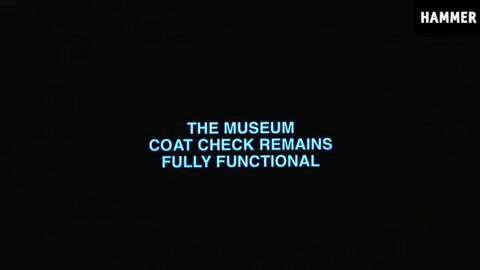 HAMMER
THE MUSEUM
COAT CHECK REMAINS
FULLY FUNCTIONAL